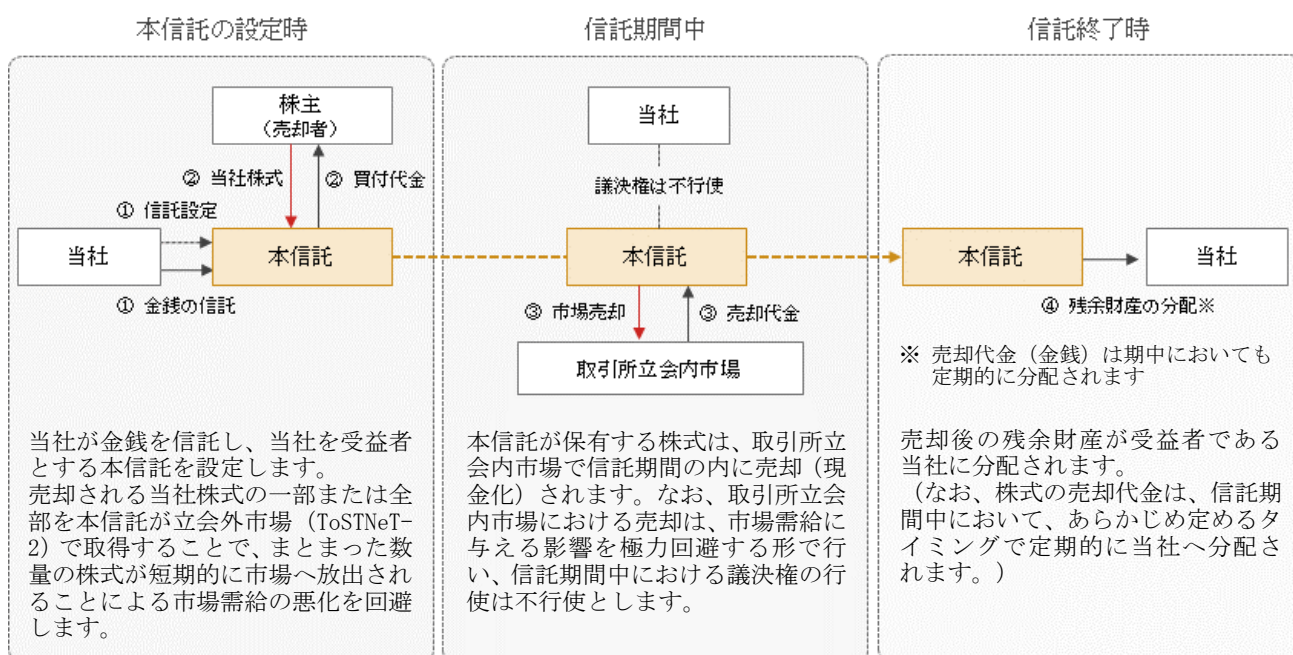 本信託の設定時
株主
(売却者)
② 当社株式
② 買付代金
① 信託設定
当社
本信託
① 金銭の信託
当社が金銭を信託し、当社を受益者
とする本信託を設定します。
売却される当社株式の一部または全
部を本信託が立会外市場（ToSTNeT-
2）で取得することで、まとまった数
量の株式が短期的に市場へ放出され
ることによる市場需給の悪化を回避
します。
信託期間中
当社
議決権は不行使
本信託
③ 市場売却
③ 売却代金
取引所立会内市場
本信託が保有する株式は、取引所立
会内市場で信託期間の内に売却（現
金化）されます。なお、取引所立会
内市場における売却は、市場需給に
与える影響を極力回避する形で行
い、信託期間中における議決権の行
使は不行使とします。
信託終了時
本信託
当社
④ 残余財産の分配※
※ 売却代金（金銭）は期中においても
定期的に分配されます
売却後の残余財産が受益者である
当社に分配されます。
（なお、株式の売却代金は、信託期
間中において、あらかじめ定めるタ
イミングで定期的に当社へ分配さ
れます。）